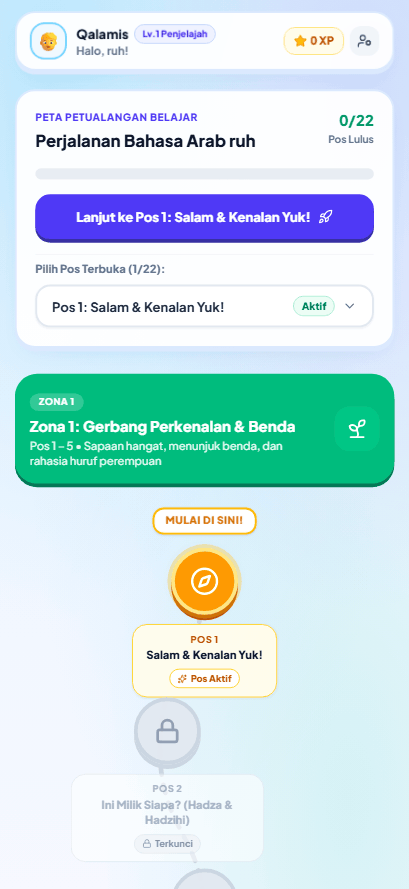 Qalamis
Lv.1 Penjelajah
Halo, ruh!
0 XP
PETA PETUALANGAN BELAJAR
Perjalanan Bahasa Arab ruh
0/22
Pos Lulus
Lanjut ke Pos 1: Salam & Kenalan Yuk!
Pilih Pos Terbuka (1/22):
Pos 1: Salam & Kenalan Yuk!
Aktif
ZONA 1
Zona 1: Gerbang Perkenalan & Benda
Pos 1 – 5 • Sapaan hangat, menunjuk benda, dan
rahasia huruf perempuan
MULAI DI SINI!
POS 1
Salam & Kenalan Yuk!
Pos Aktif
POS 2
Ini Milik Siapa? (Hadza &
Hadzihi)
Terkunci